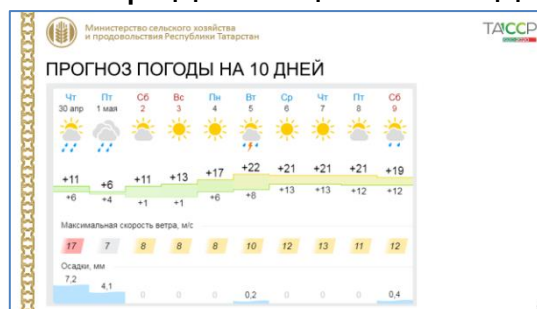 Министерство сельского хозяйства
и продовольствия Республики Татарстан
ТАССР
ПРОГНОЗ ПОГОДЫ НА 10 ДНЕЙ
Чт Пт Сб Вс Пн Вт Ср Чт Пт Сб
30 апр 1 мая 2 3 4 5 6 7 8 9
+11 +6 +11 +13 +17 +22 +21 +21 +21 +19
+6 +4 +1 +1 +6 +8 +13 +13 +12 +12
Максимальная скорость ветра, м/с
17 7 8 8 8 10 12 13 11 12
Осадки, мм
7,2 4,1 0 0 0 0,2 0 0 0 0,4